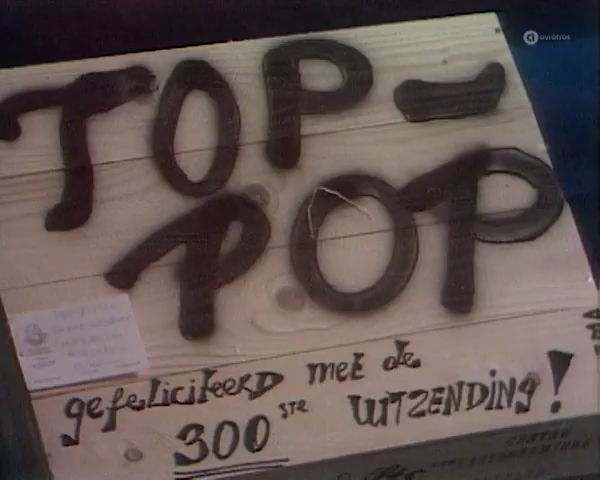 avrotros
TOP-
POP
gefeliciteerd met de
300ste UITZENDING!